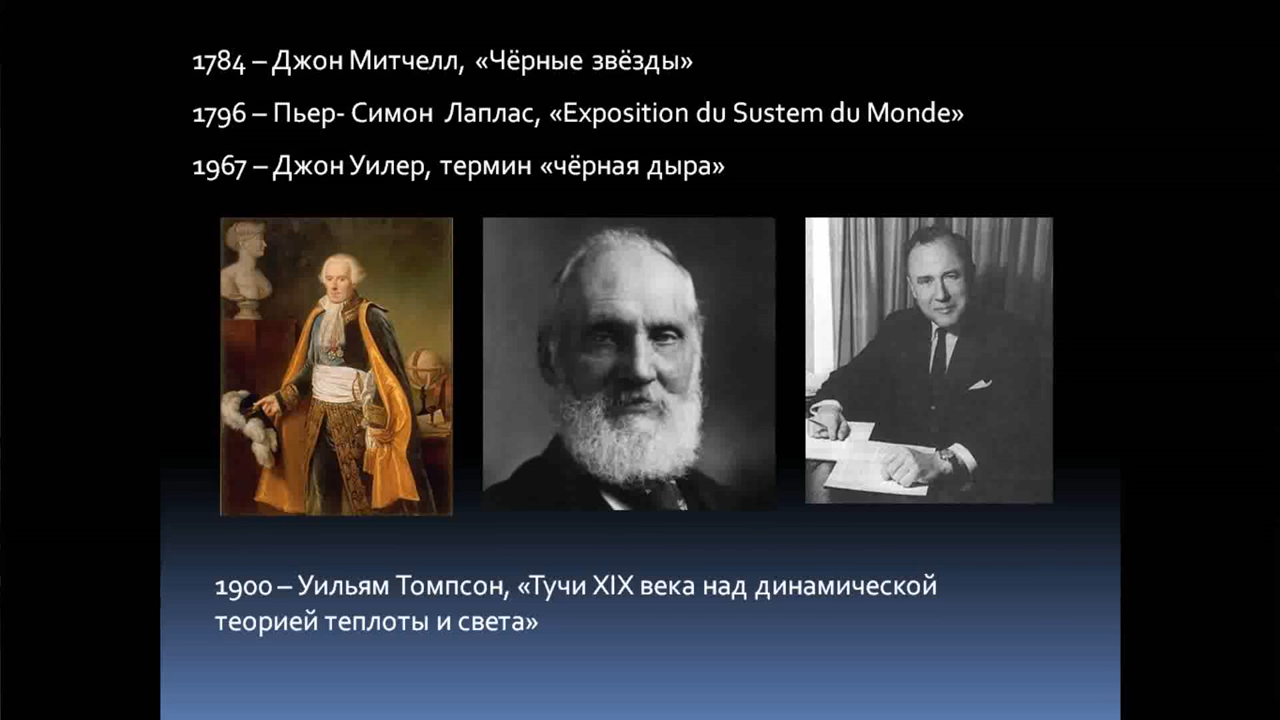 1784 – Джон Митчелл, «Чёрные звёзды»
1796 – Пьер- Симон Лаплас, «Exposition du Sustem du Monde»
1967 – Джон Уилер, термин «чёрная дыра»
1900 – Уильям Томпсон, «Тучи XIX века над динамической
теорией теплоты и света»